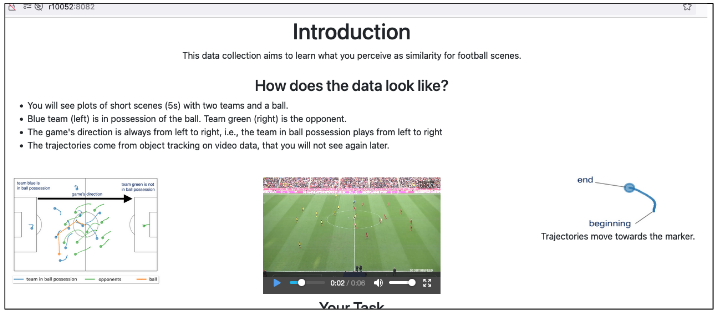 r10052:8082
Introduction
This data collection aims to learn what you perceive as similarity for football scenes.
How does the data look like?
• You will see plots of short scenes (5s) with two teams and a ball.
• Blue team (left) is in possession of the ball. Team green (right) is the opponent.
• The game's direction is always from left to right, i.e., the team in ball possession plays from left to right
• The trajectories come from object tracking on video data, that you will not see again later.
team blue is
in ball possession
game's direction
team green is not
in ball possession
team in ball possession
opponents
ball
0:02 / 0:06
end
beginning
Trajectories move towards the marker.
Your Task